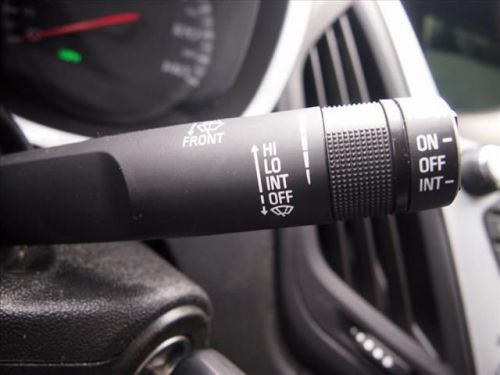 FRONT
HI
LO
INT
OFF
ON
OFF
INT